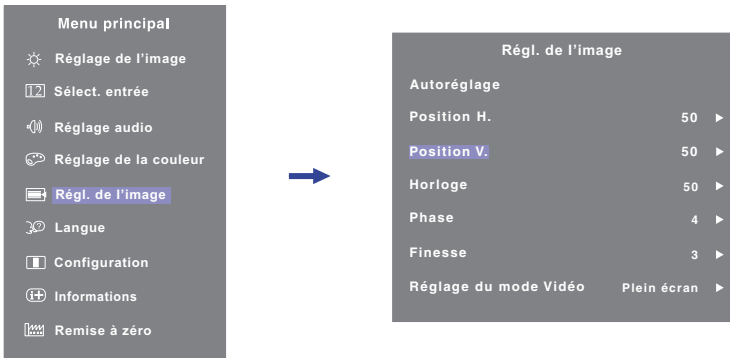 Menu principal
Réglage de l'image
12 Sélect. entrée
Réglage audio
Réglage de la couleur
Régl. de l'image
Langue
Configuration
Informations
Remise à zéro
Régl. de l'image
Autoréglage
Position H. 50
Position V. 50
Horloge 50
Phase 4
Finesse 3
Réglage du mode Vidéo Plein écran